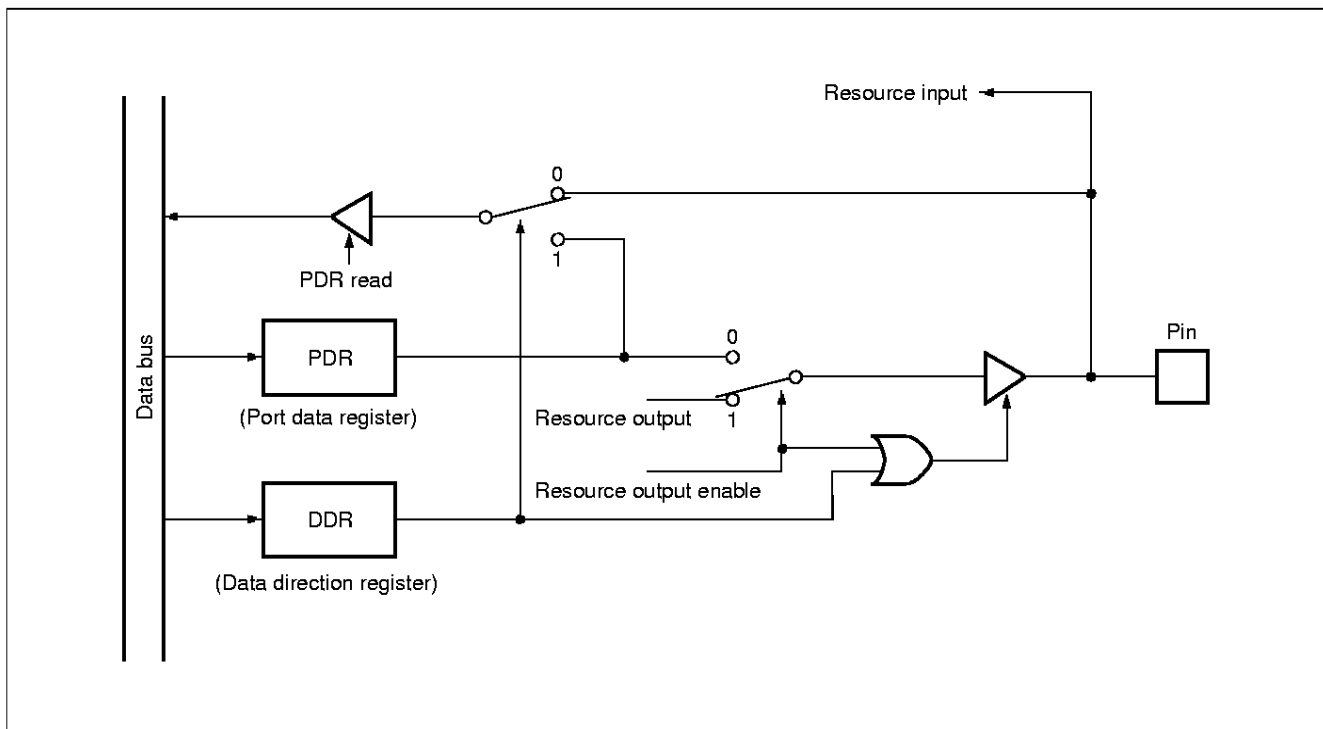 Resource input
0
1
PDR read
Data bus
PDR
(Port data register)
0
1
Pin
Resource output
Resource output enable
DDR
(Data direction register)